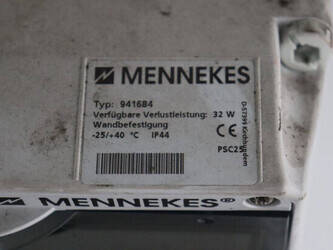 MENNEKES
Typ: 941684
Verfügbare Verlustleistung: 32 W
Wandbefestigung
-25/+40 °C IP44
CE
PSC25
D-57399 Kirchhundem
MENNEKES®